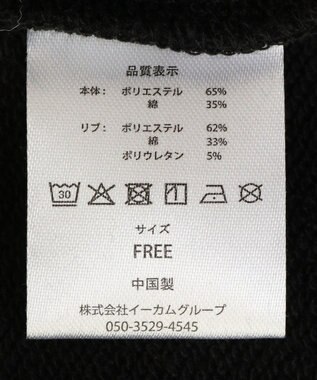 品質表示
本体： ポリエステル 65%
綿 35%
リブ： ポリエステル 62%
綿 33%
ポリウレタン 5%
30
サイズ
FREE
中国製
株式会社イーカムグループ
050-3529-4545